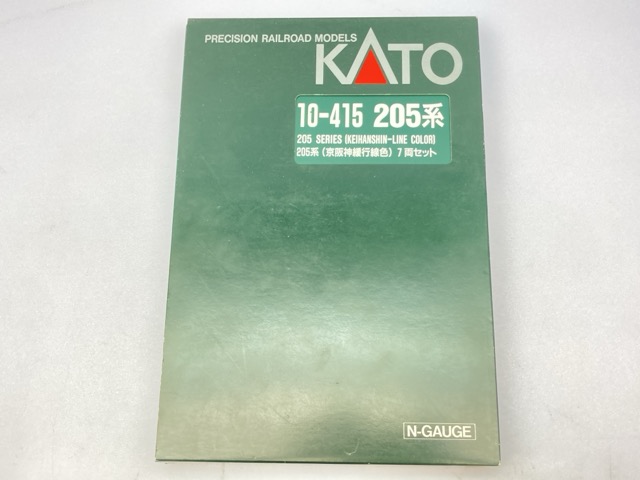 PRECISION RAILROAD MODELS
KATO
10-415 205系
205 SERIES (KEIHANSHIN-LINE COLOR)
205系（京阪神緩行線色）7両セット
N-GAUGE